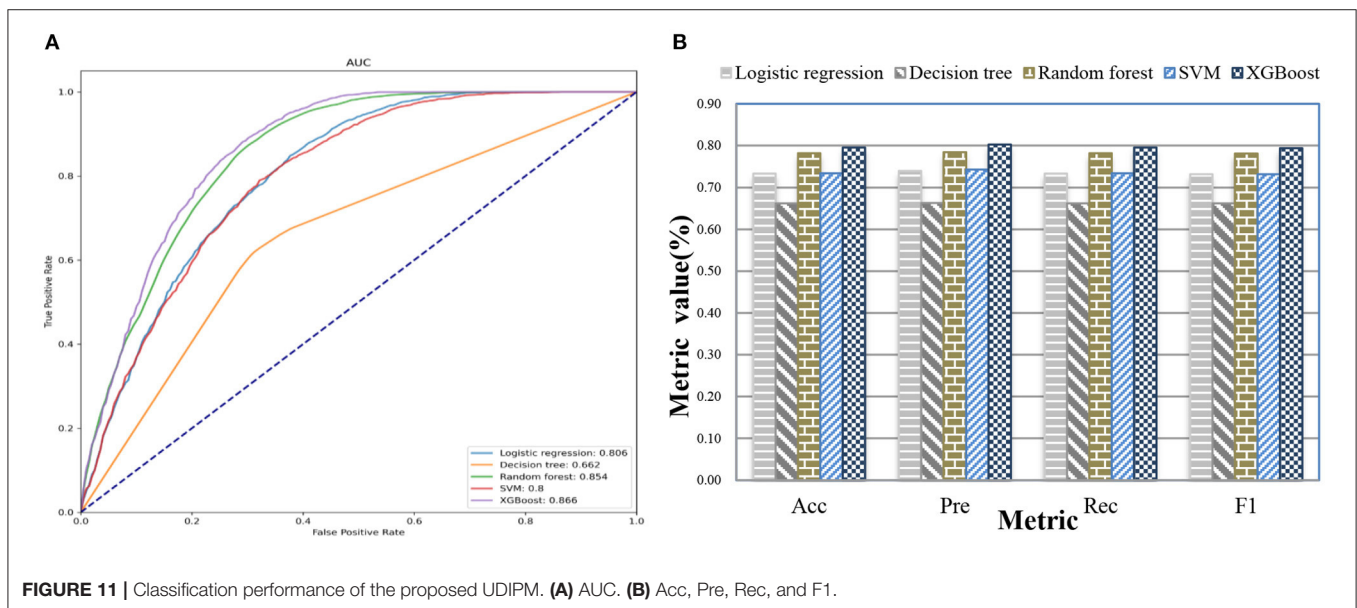 A
AUC
True Positive Rate
1.0
0.8
0.6
0.4
0.2
0.0
0.0 0.2 0.4 0.6 0.8 1.0
False Positive Rate
Logistic regression: 0.806
Decision tree: 0.662
Random forest: 0.854
SVM: 0.8
XGBoost: 0.866
B
Logistic regression Decision tree Random forest SVM XGBoost
Metric value(%)
0.90
0.80
0.70
0.60
0.50
0.40
0.30
0.20
0.10
0.00
Acc Pre Rec F1
Metric
FIGURE 11 | Classification performance of the proposed UDIPM. (A) AUC. (B) Acc, Pre, Rec, and F1.